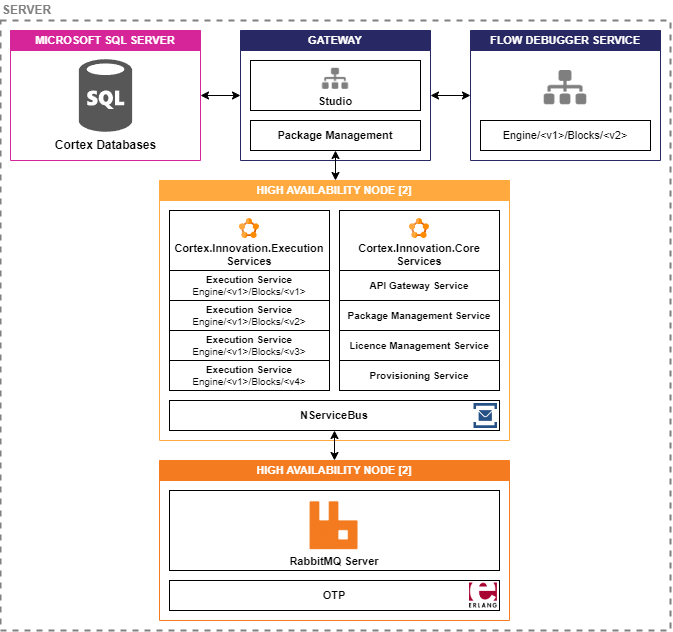 SERVER
MICROSOFT SQL SERVER
SQL
Cortex Databases
GATEWAY
Studio
Package Management
FLOW DEBUGGER SERVICE
Engine/<v1>/Blocks/<v2>
HIGH AVAILABILITY NODE [2]
Cortex.Innovation.Execution
Services
Execution Service
Engine/<v1>/Blocks/<v1>
Execution Service
Engine/<v1>/Blocks/<v2>
Execution Service
Engine/<v1>/Blocks/<v3>
Execution Service
Engine/<v1>/Blocks/<v4>
Cortex.Innovation.Core
Services
API Gateway Service
Package Management Service
Licence Management Service
Provisioning Service
NServiceBus
HIGH AVAILABILITY NODE [2]
RabbitMQ Server
OTP
ERLANG